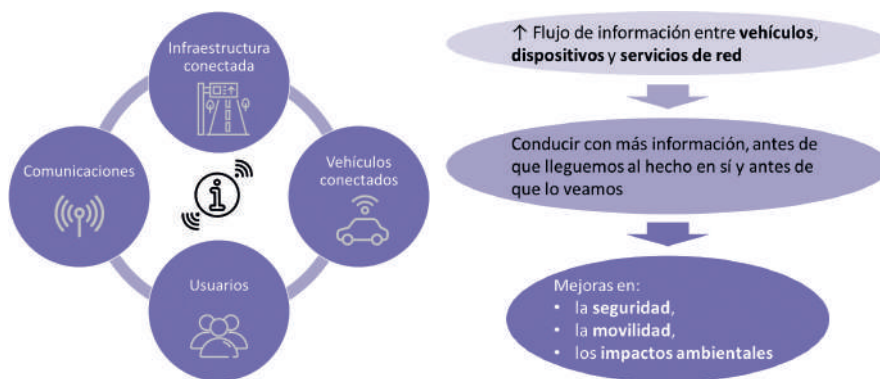 Infraestructura
conectada
Comunicaciones
Vehículos
conectados
Usuarios
↑ Flujo de información entre vehículos,
dispositivos y servicios de red
Conducir con más información, antes de
que lleguemos al hecho en sí y antes de
que lo veamos
Mejoras en:
• la seguridad,
• la movilidad,
• los impactos ambientales